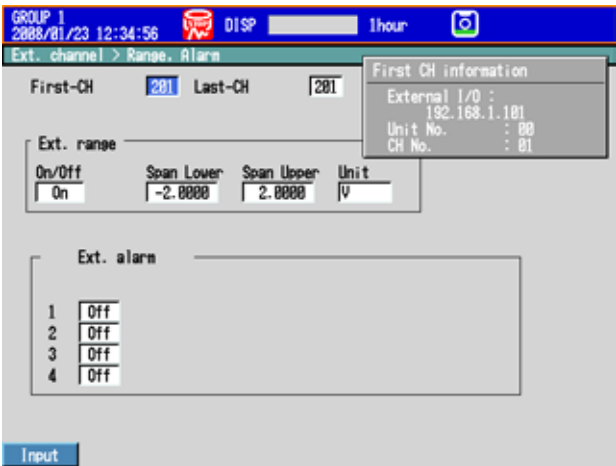 GROUP 1
2008/01/23 12:34:56
STOP
DISP
1hour
Ext. channel > Range. Alarm
First-CH 201 Last-CH 201
First CH information
External I/O :
192.168.1.101
Unit No. : 00
CH No. : 01
Ext. range
On/Off Span Lower Span Upper Unit
On -2.0000 2.0000 V
Ext. alarm
1 Off
2 Off
3 Off
4 Off
Input